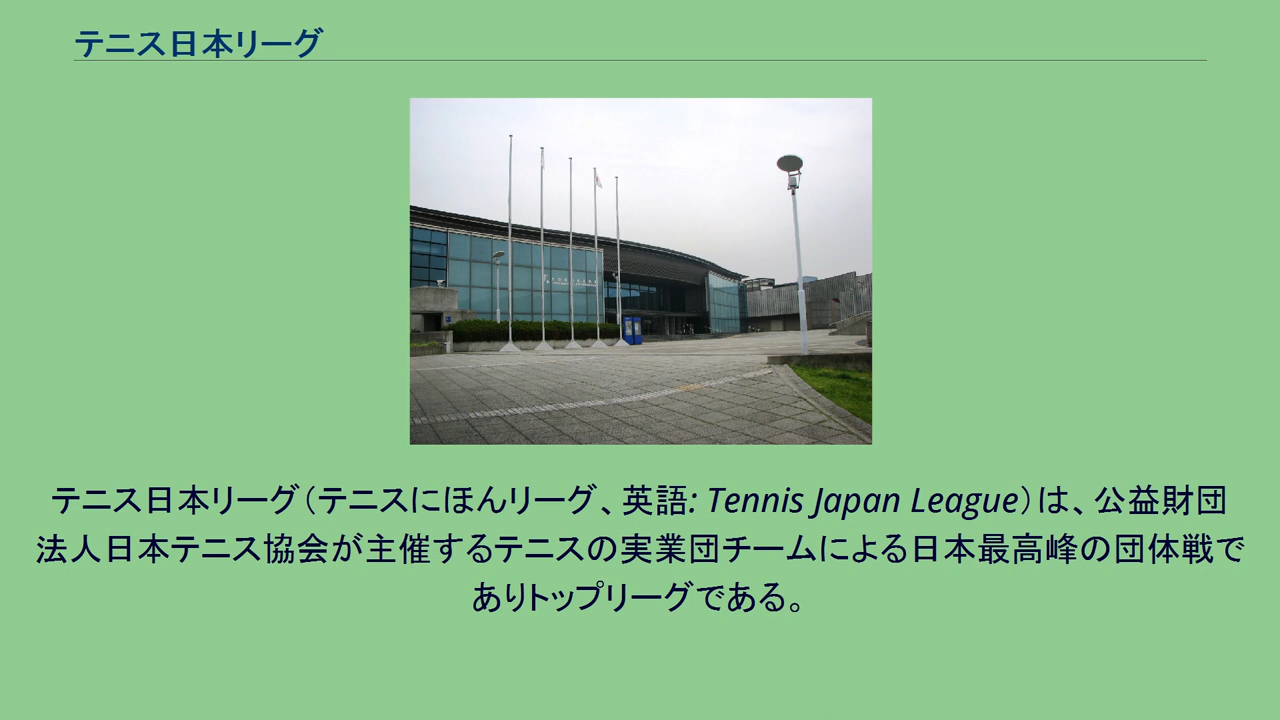 テニス日本リーグ
テニス日本リーグ（テニスにほんリーグ、英語: Tennis Japan League）は、公益財団
法人日本テニス協会が主催するテニスの実業団チームによる日本最高峰の団体戦で
ありトップリーグである。